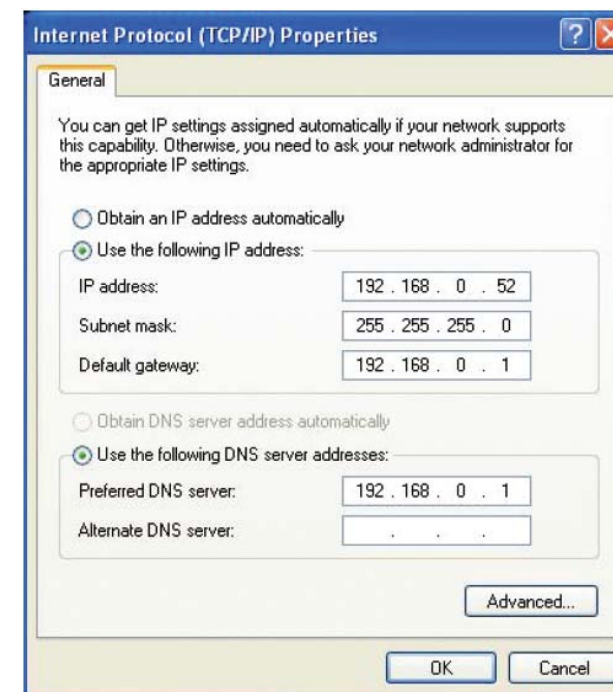 Internet Protocol (TCP/IP) Properties
General
You can get IP settings assigned automatically if your network supports
this capability. Otherwise, you need to ask your network administrator for
the appropriate IP settings.
Obtain an IP address automatically
Use the following IP address:
IP address: 192 . 168 . 0 . 52
Subnet mask: 255 . 255 . 255 . 0
Default gateway: 192 . 168 . 0 . 1
Obtain DNS server address automatically
Use the following DNS server addresses:
Preferred DNS server: 192 . 168 . 0 . 1
Alternate DNS server: . . .
Advanced...
OK Cancel